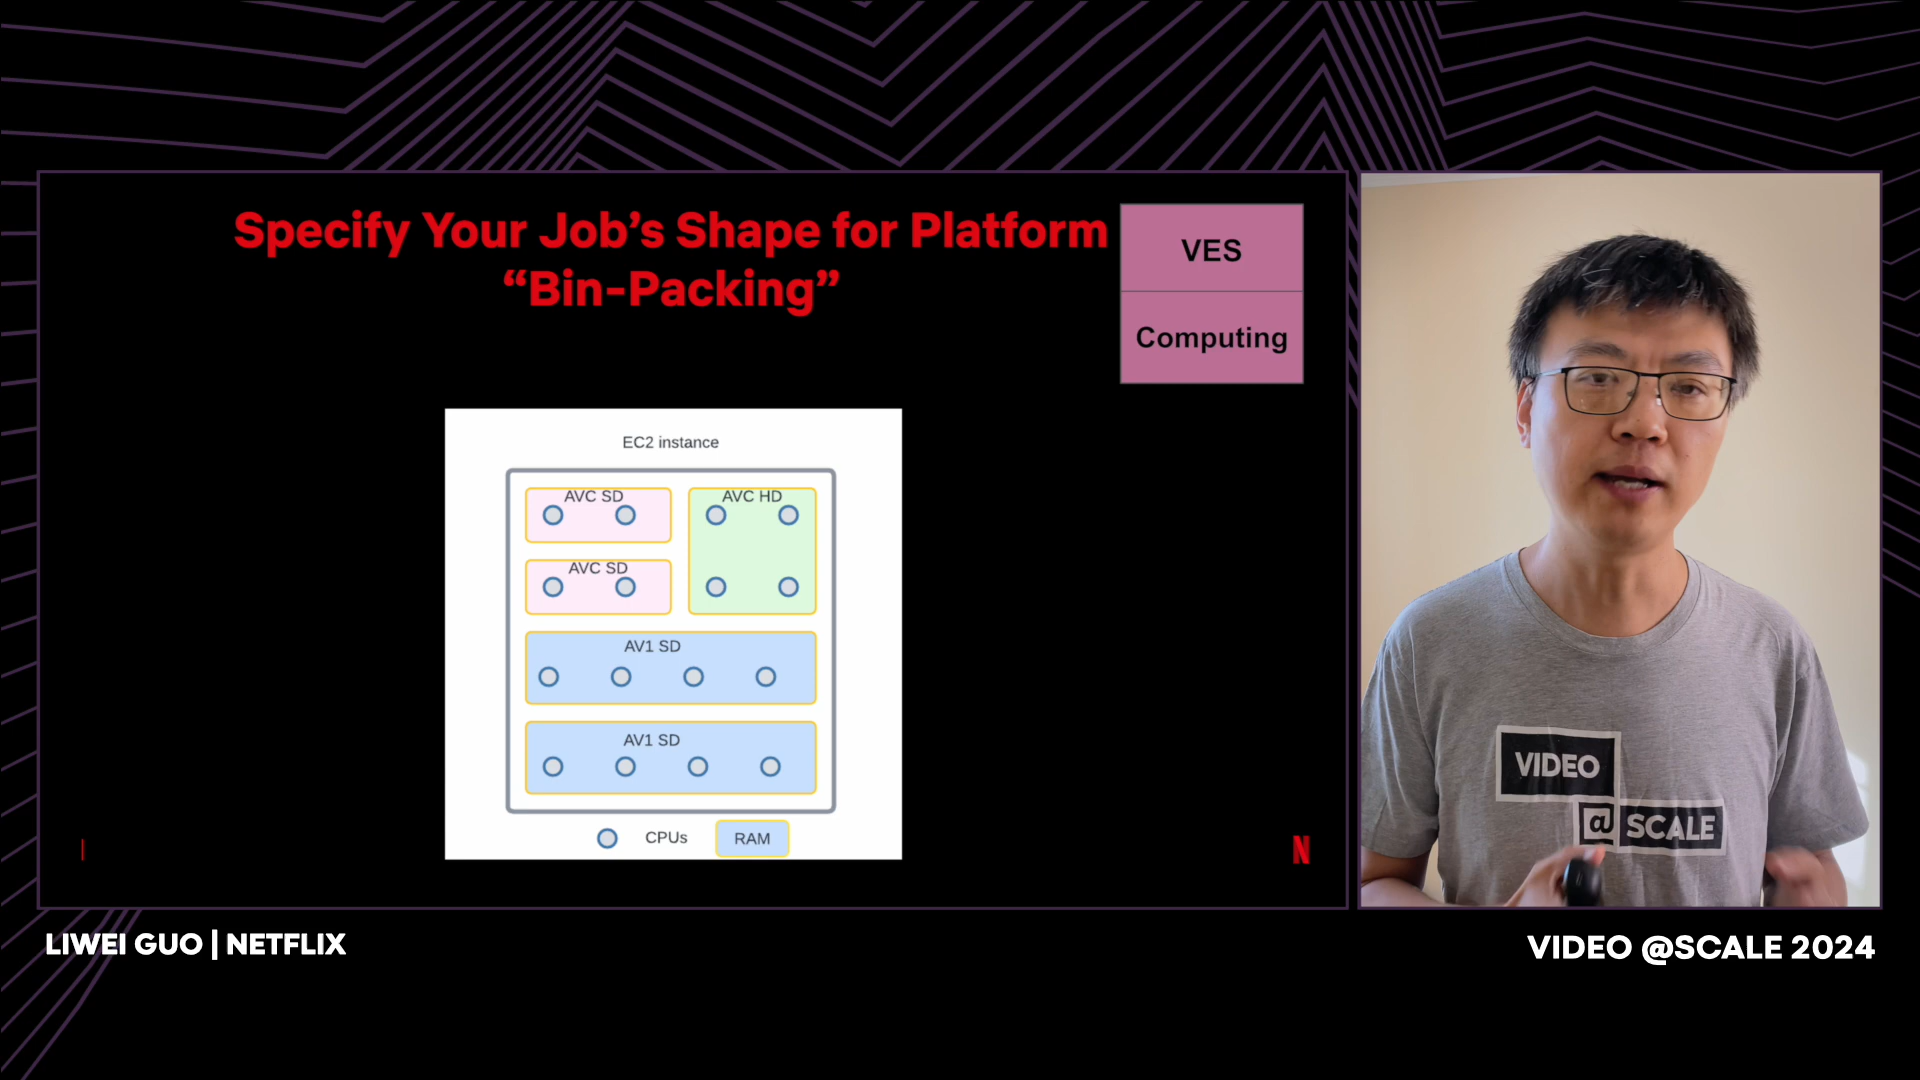 Specify Your Job’s Shape for Platform
“Bin-Packing”
VES
Computing
EC2 instance
AVC SD
AVC HD
AVC SD
AV1 SD
AV1 SD
CPUs
RAM
N
VIDEO
@ SCALE
LIWEI GUO | NETFLIX
VIDEO @SCALE 2024